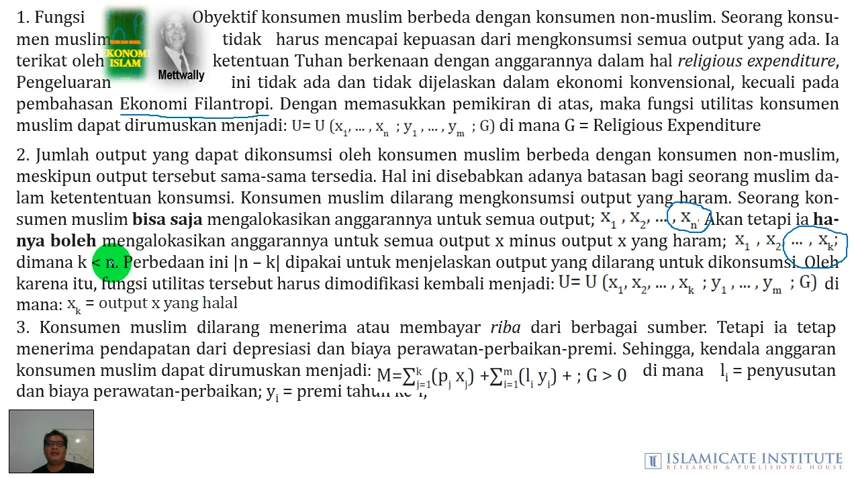 1. Fungsi Obyektif konsumen muslim berbeda dengan konsumen non-muslim. Seorang konsu-
men muslim tidak harus mencapai kepuasan dari mengkonsumsi semua output yang ada. Ia
terikat oleh ketentuan Tuhan berkenaan dengan anggarannya dalam hal religious expenditure,
EKONOMI
ISLAM
Mettwally
Pengeluaran ini tidak ada dan tidak dijelaskan dalam ekonomi konvensional, kecuali pada
pembahasan Ekonomi Filantropi. Dengan memasukkan pemikiran di atas, maka fungsi utilitas konsumen
muslim dapat dirumuskan menjadi: U= U (x₁, ... , xₙ ; y₁ , ... , yₘ ; G) di mana G = Religious Expenditure
2. Jumlah output yang dapat dikonsumsi oleh konsumen muslim berbeda dengan konsumen non-muslim,
meskipun output tersebut sama-sama tersedia. Hal ini disebabkan adanya batasan bagi seorang muslim da-
lam ketententuan konsumsi. Konsumen muslim dilarang mengkonsumsi output yang haram. Seorang kon-
sumen muslim bisa saja mengalokasikan anggarannya untuk semua output; x₁ , x₂, ... , xₙ. Akan tetapi ia ha-
nya boleh mengalokasikan anggarannya untuk semua output x minus output x yang haram; x₁ , x₂ ... , xₖ;
dimana k < n. Perbedaan ini |n – k| dipakai untuk menjelaskan output yang dilarang untuk dikonsumsi. Oleh
karena itu, fungsi utilitas tersebut harus dimodifikasi kembali menjadi: U= U (x₁, x₂, ... , xₖ ; y₁ , ... , yₘ ; G) di
mana: xₖ = output x yang halal
3. Konsumen muslim dilarang menerima atau membayar riba dari berbagai sumber. Tetapi ia tetap
menerima pendapatan dari depresiasi dan biaya perawatan-perbaikan-premi. Sehingga, kendala anggaran
konsumen muslim dapat dirumuskan menjadi: M=∑ᵏⱼ₌₁(pⱼ xⱼ) +∑ᵐᵢ₌₁(lᵢ yᵢ) + ; G > 0 di mana lᵢ = penyusutan
dan biaya perawatan-perbaikan; yᵢ = premi tahun ke i,
ISLAMICATE INSTITUTE
RESEARCH & PUBLISHING HOUSE